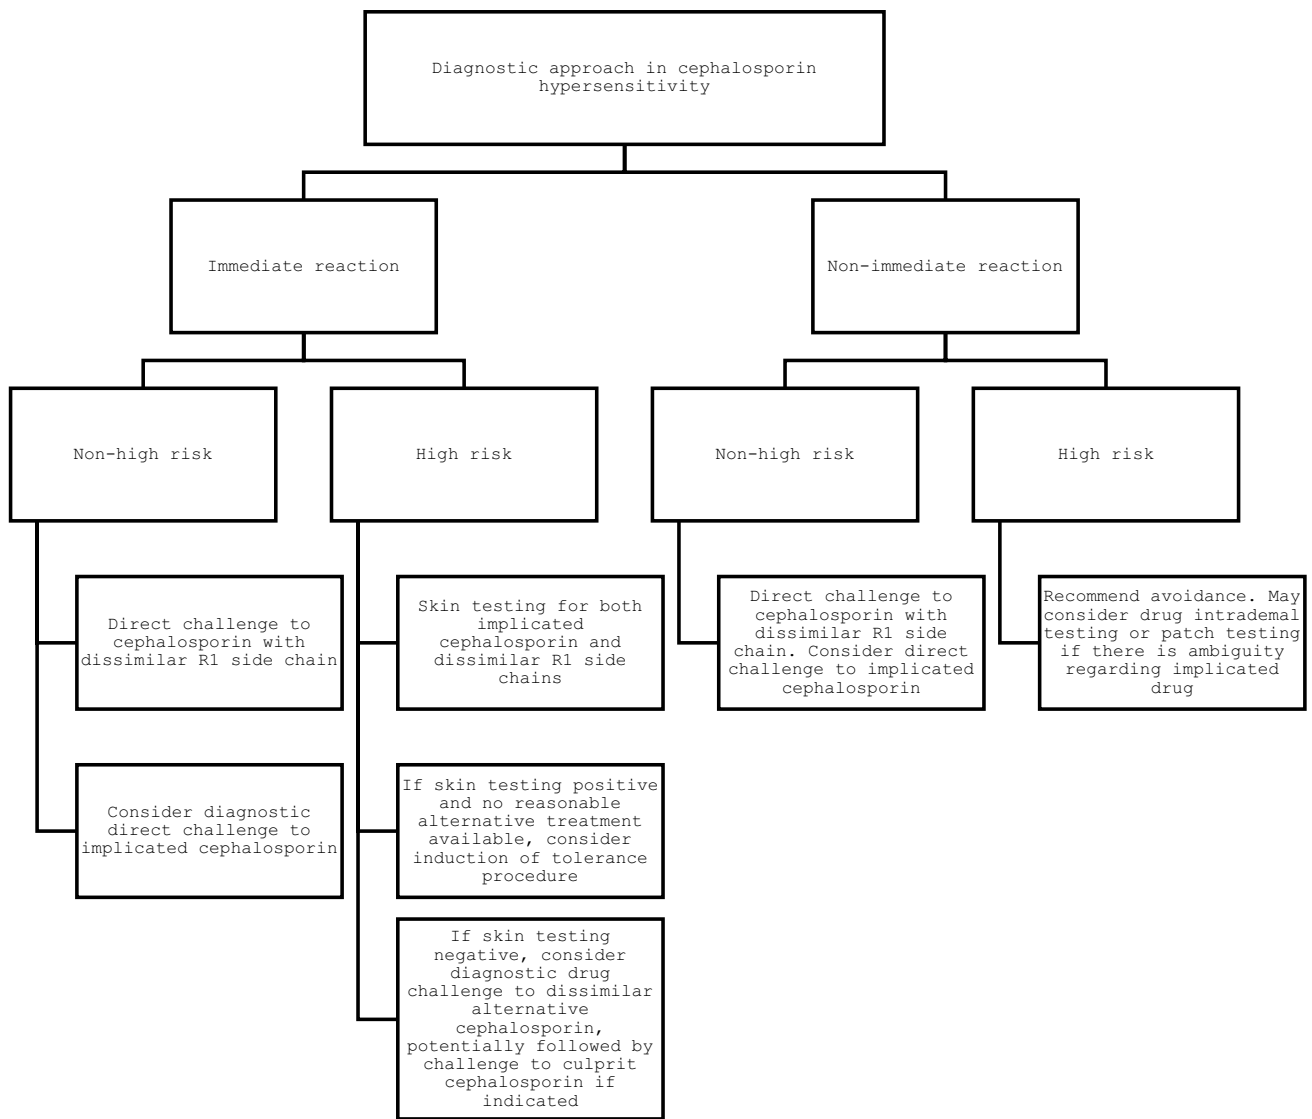 Diagnostic approach in cephalosporin
hypersensitivity
Immediate reaction
Non-immediate reaction
Non-high risk
High risk
Non-high risk
High risk
Direct challenge to
cephalosporin with
dissimilar R1 side chain
Skin testing for both
implicated
cephalosporin and
dissimilar R1 side
chains
Direct challenge to
cephalosporin with
dissimilar R1 side
chain. Consider direct
challenge to implicated
cephalosporin
Recommend avoidance. May
consider drug intrademal
testing or patch testing
if there is ambiguity
regarding implicated
drug
Consider diagnostic
direct challenge to
implicated cephalosporin
If skin testing positive
and no reasonable
alternative treatment
available, consider
induction of tolerance
procedure
If skin testing
negative, consider
diagnostic drug
challenge to dissimilar
alternative
cephalosporin,
potentially followed by
challenge to culprit
cephalosporin if
indicated